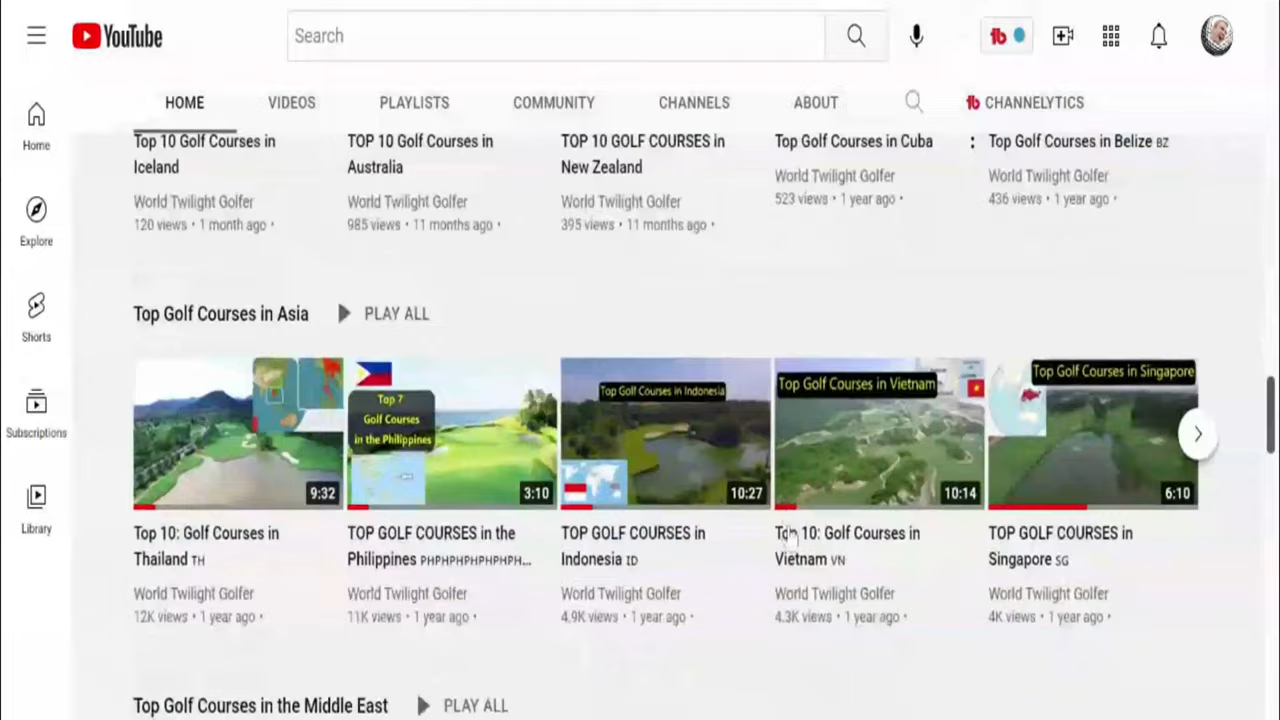 YouTube
Search
HOME VIDEOS PLAYLISTS COMMUNITY CHANNELS ABOUT CHANNELYTICS
Home
Explore
Shorts
Subscriptions
Library
Top 10 Golf Courses in
Iceland
World Twilight Golfer
120 views • 1 month ago
TOP 10 Golf Courses in
Australia
World Twilight Golfer
985 views • 11 months ago
TOP 10 GOLF COURSES in
New Zealand
World Twilight Golfer
395 views • 11 months ago
Top Golf Courses in Cuba
World Twilight Golfer
523 views • 1 year ago
Top Golf Courses in Belize BZ
World Twilight Golfer
436 views • 1 year ago
Top Golf Courses in Asia PLAY ALL
9:32
Top 10: Golf Courses in
Thailand TH
World Twilight Golfer
12K views • 1 year ago
Top 7
Golf Courses
in the Philippines
3:10
TOP GOLF COURSES in the
Philippines PHPHPHPHPHPHPH...
World Twilight Golfer
11K views • 1 year ago
Top Golf Courses in Indonesia
10:27
TOP GOLF COURSES in
Indonesia ID
World Twilight Golfer
4.9K views • 1 year ago
Top Golf Courses in Vietnam
10:14
Top 10: Golf Courses in
Vietnam VN
World Twilight Golfer
4.3K views • 1 year ago
Top Golf Courses in Singapore
6:10
TOP GOLF COURSES in
Singapore SG
World Twilight Golfer
4K views • 1 year ago
Top Golf Courses in the Middle East PLAY ALL